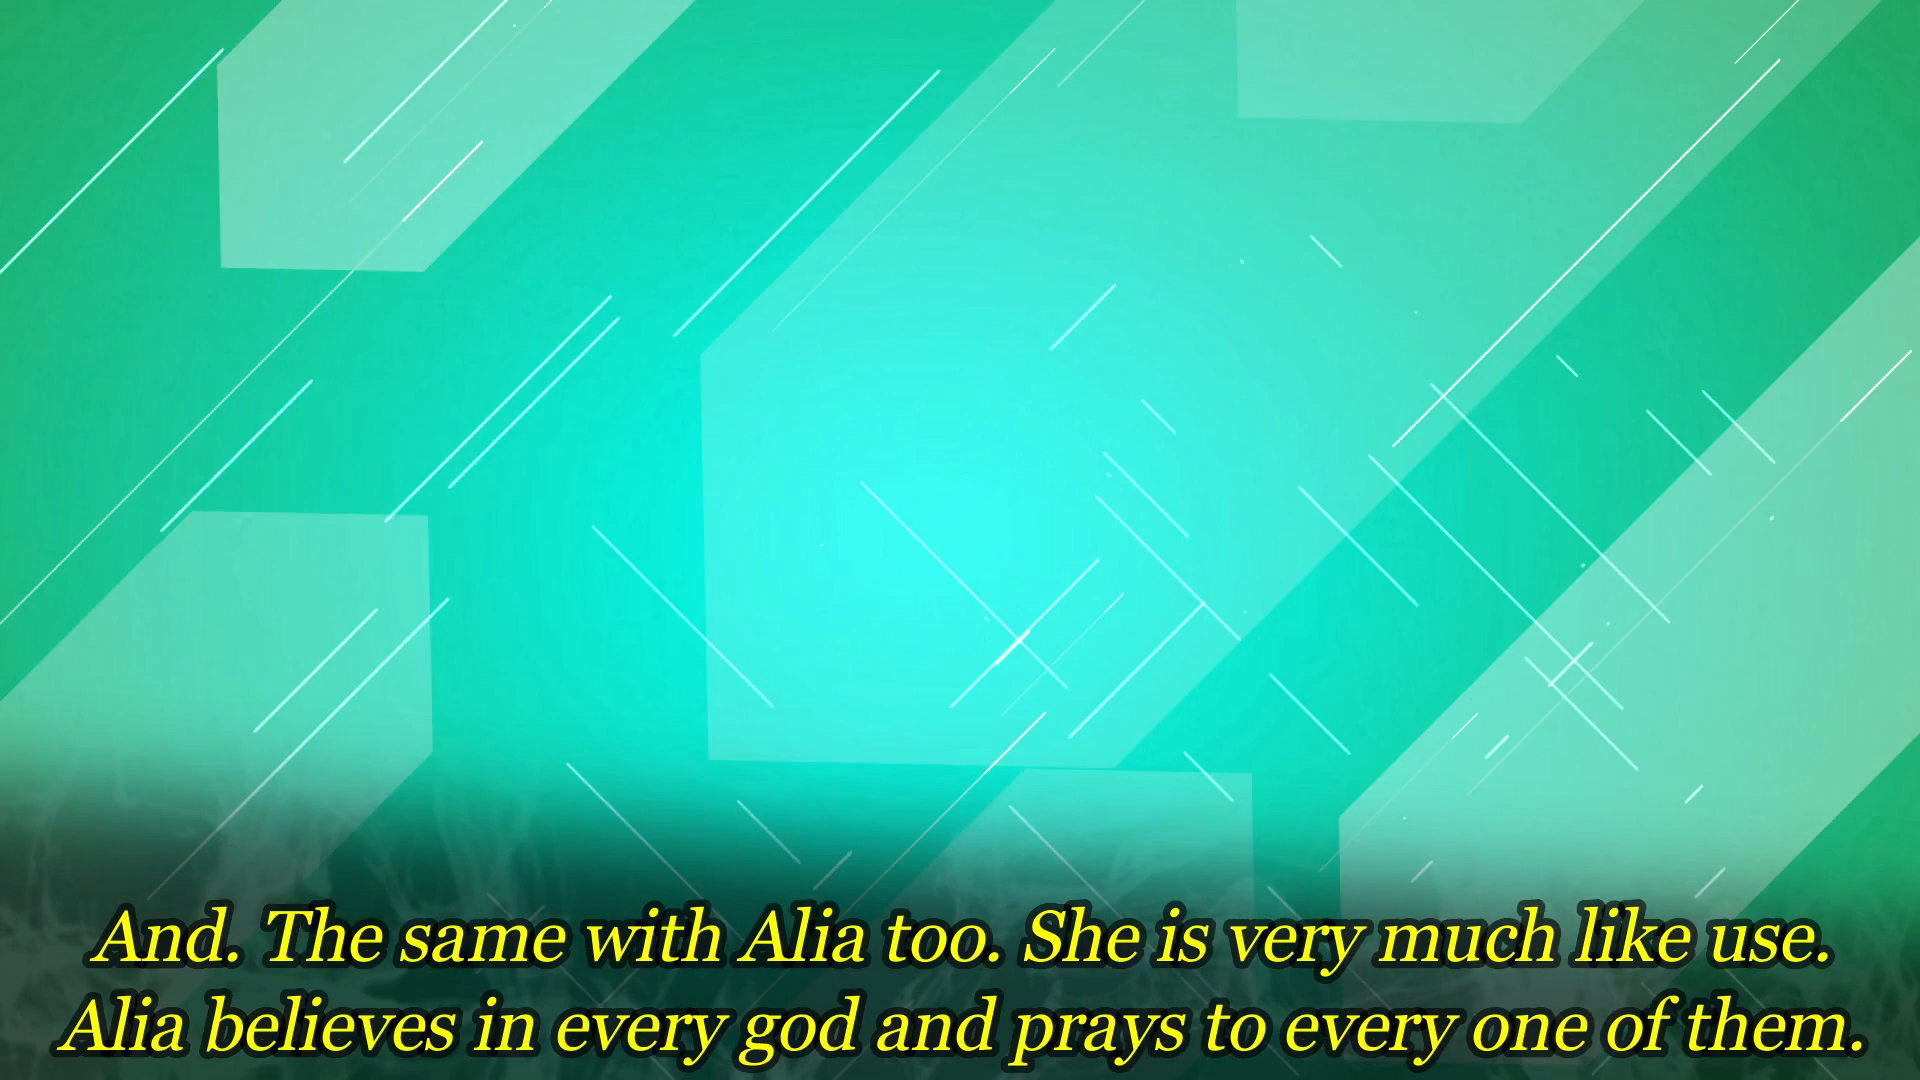 And. The same with Alia too. She is very much like use.
Alia believes in every god and prays to every one of them.